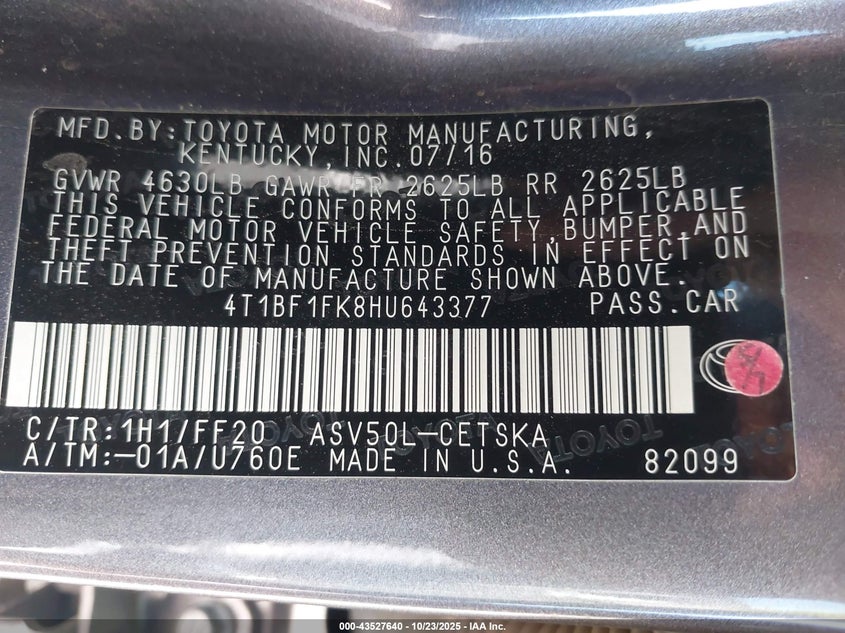 MFD.BY:TOYOTA MOTOR MANUFACTURING,
KENTUCKY,INC.07/16
GVWR 4630LB GAWR FR 2625LB RR 2625LB
THIS VEHICLE CONFORMS TO ALL APPLICABLE
FEDERAL MOTOR VEHICLE SAFETY,BUMPER,AND
THEFT PREVENTION STANDARDS IN EFFECT ON
THE DATE OF MANUFACTURE SHOWN ABOVE.
4T1BF1FK8HU643377 PASS.CAR
C/TR:1H1/FF20 ASV50L-CETSKA
A/TM:-01A/U760E MADE IN U.S.A. 82099
TOYOTA
000-43527640 - 10/23/2025 - IAA Inc.